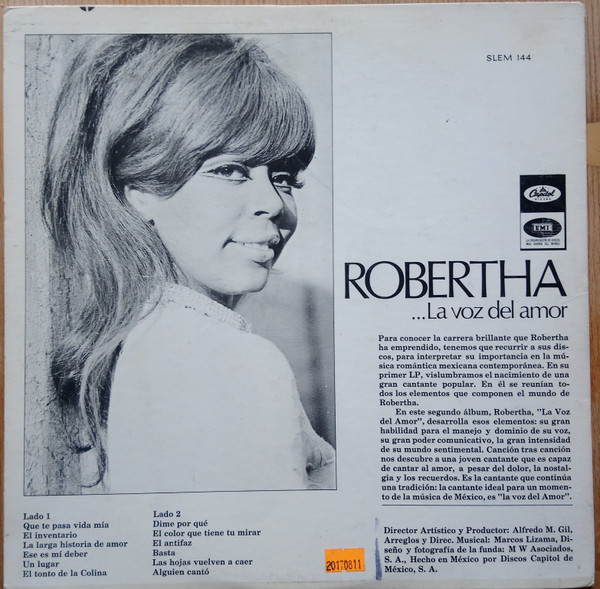 SLEM 144
Capitol
EMI
ROBERTHA
...La voz del amor
Para conocer la carrera brillante que Robertha
ha emprendido, tenemos que recurrir a sus dis-
cos, para interpretar su importancia en la mú-
sica romántica mexicana contemporánea. En su
primer LP, vislumbramos el nacimiento de una
gran cantante popular. En él se reunían to-
dos los elementos que componen el mundo de
Robertha.
En este segundo álbum, Robertha, "La Voz
del Amor", desarrolla esos elementos: su gran
habilidad para el manejo y dominio de su voz,
su gran poder comunicativo, la gran intensidad
de su mundo sentimental. Canción tras canción
nos descubre a una joven cantante que es capaz
de cantar al amor, a pesar del dolor, la nostal-
gia y los recuerdos. Es la cantante que continúa
una tradición: la cantante ideal para un momen-
to de la música de México, es "la voz del Amor".
Lado 1
Que te pasa vida mía
El inventario
La larga historia de amor
Ese es mí deber
Un lugar
El tonto de la Colina
Lado 2
Dime por qué
El color que tiene tu mirar
El antifaz
Basta
Las hojas vuelven a caer
Alguien cantó
20170811
Director Artístico y Productor: Alfredo M. Gil,
Arreglos y Direc. Musical: Marcos Lizama, Di-
seño y fotografía de la funda: M W Asociados,
S. A., Hecho en México por Discos Capitol de
México, S. A.